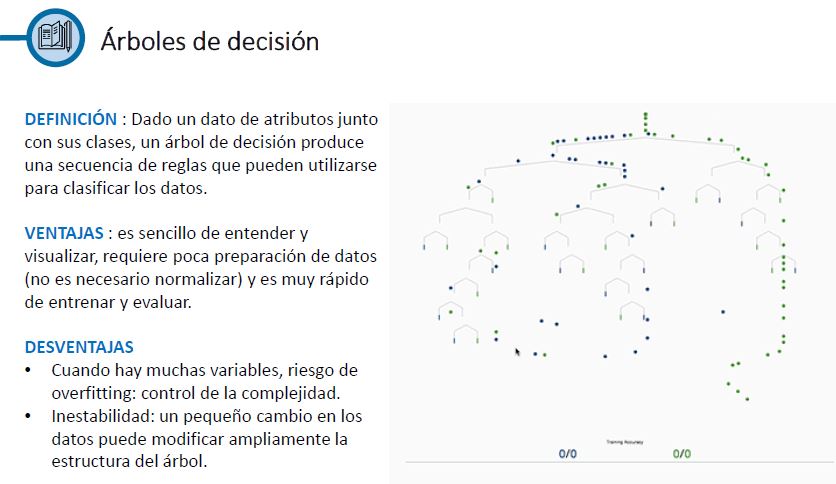 Árboles de decisión
DEFINICIÓN : Dado un dato de atributos junto
con sus clases, un árbol de decisión produce
una secuencia de reglas que pueden utilizarse
para clasificar los datos.
VENTAJAS : es sencillo de entender y
visualizar, requiere poca preparación de datos
(no es necesario normalizar) y es muy rápido
de entrenar y evaluar.
DESVENTAJAS
• Cuando hay muchas variables, riesgo de
overfitting: control de la complejidad.
• Inestabilidad: un pequeño cambio en los
datos puede modificar ampliamente la
estructura del árbol.
Training Accuracy
0/0 0/0